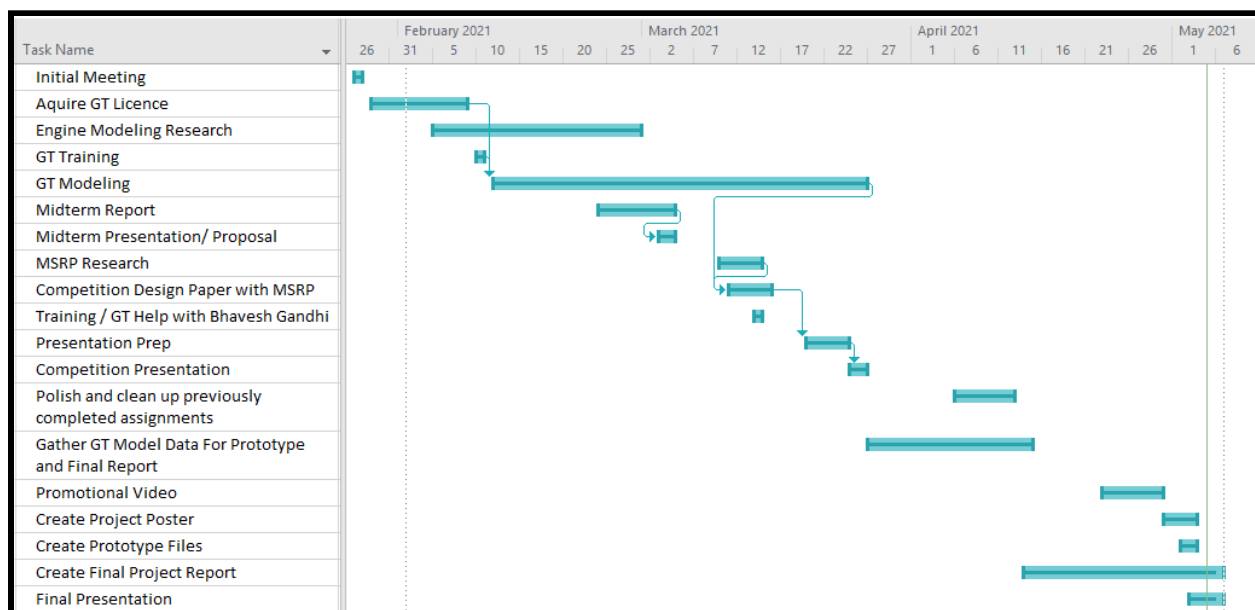 February 2021 March 2021 April 2021 May 2021
Task Name 26 31 5 10 15 20 25 2 7 12 17 22 27 1 6 11 16 21 26 1 6
Initial Meeting
Aquire GT Licence
Engine Modeling Research
GT Training
GT Modeling
Midterm Report
Midterm Presentation/ Proposal
MSRP Research
Competition Design Paper with MSRP
Training / GT Help with Bhavesh Gandhi
Presentation Prep
Competition Presentation
Polish and clean up previously
completed assignments
Gather GT Model Data For Prototype
and Final Report
Promotional Video
Create Project Poster
Create Prototype Files
Create Final Project Report
Final Presentation